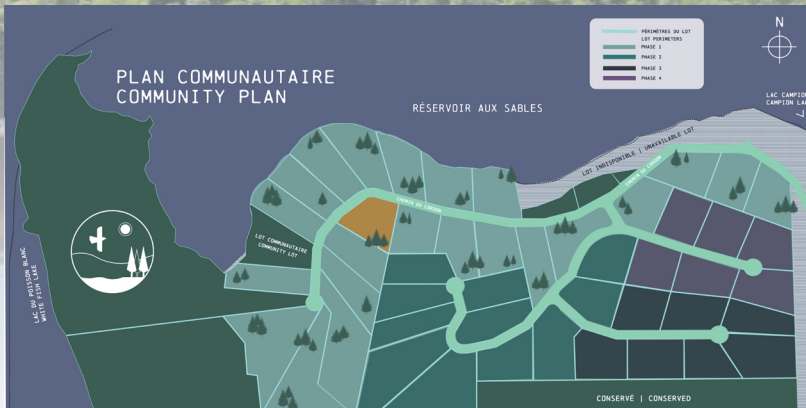 PLAN COMMUNAUTAIRE
COMMUNITY PLAN
PÉRIMÈTRES DU LOT
LOT PERIMETERS
PHASE 1
PHASE 2
PHASE 3
PHASE 4
N
LAC CAMPION
CAMPION LAKE
RÉSERVOIR AUX SABLES
LOT INDISPONIBLE | UNAVAILABLE LOT
CHEMIN DU
CHEMIN DU
LOT COMMUNAUTAIRE
COMMUNITY LOT
LAC DU POISSON BLANC
WHITE FISH LAKE
CONSERVÉ | CONSERVED